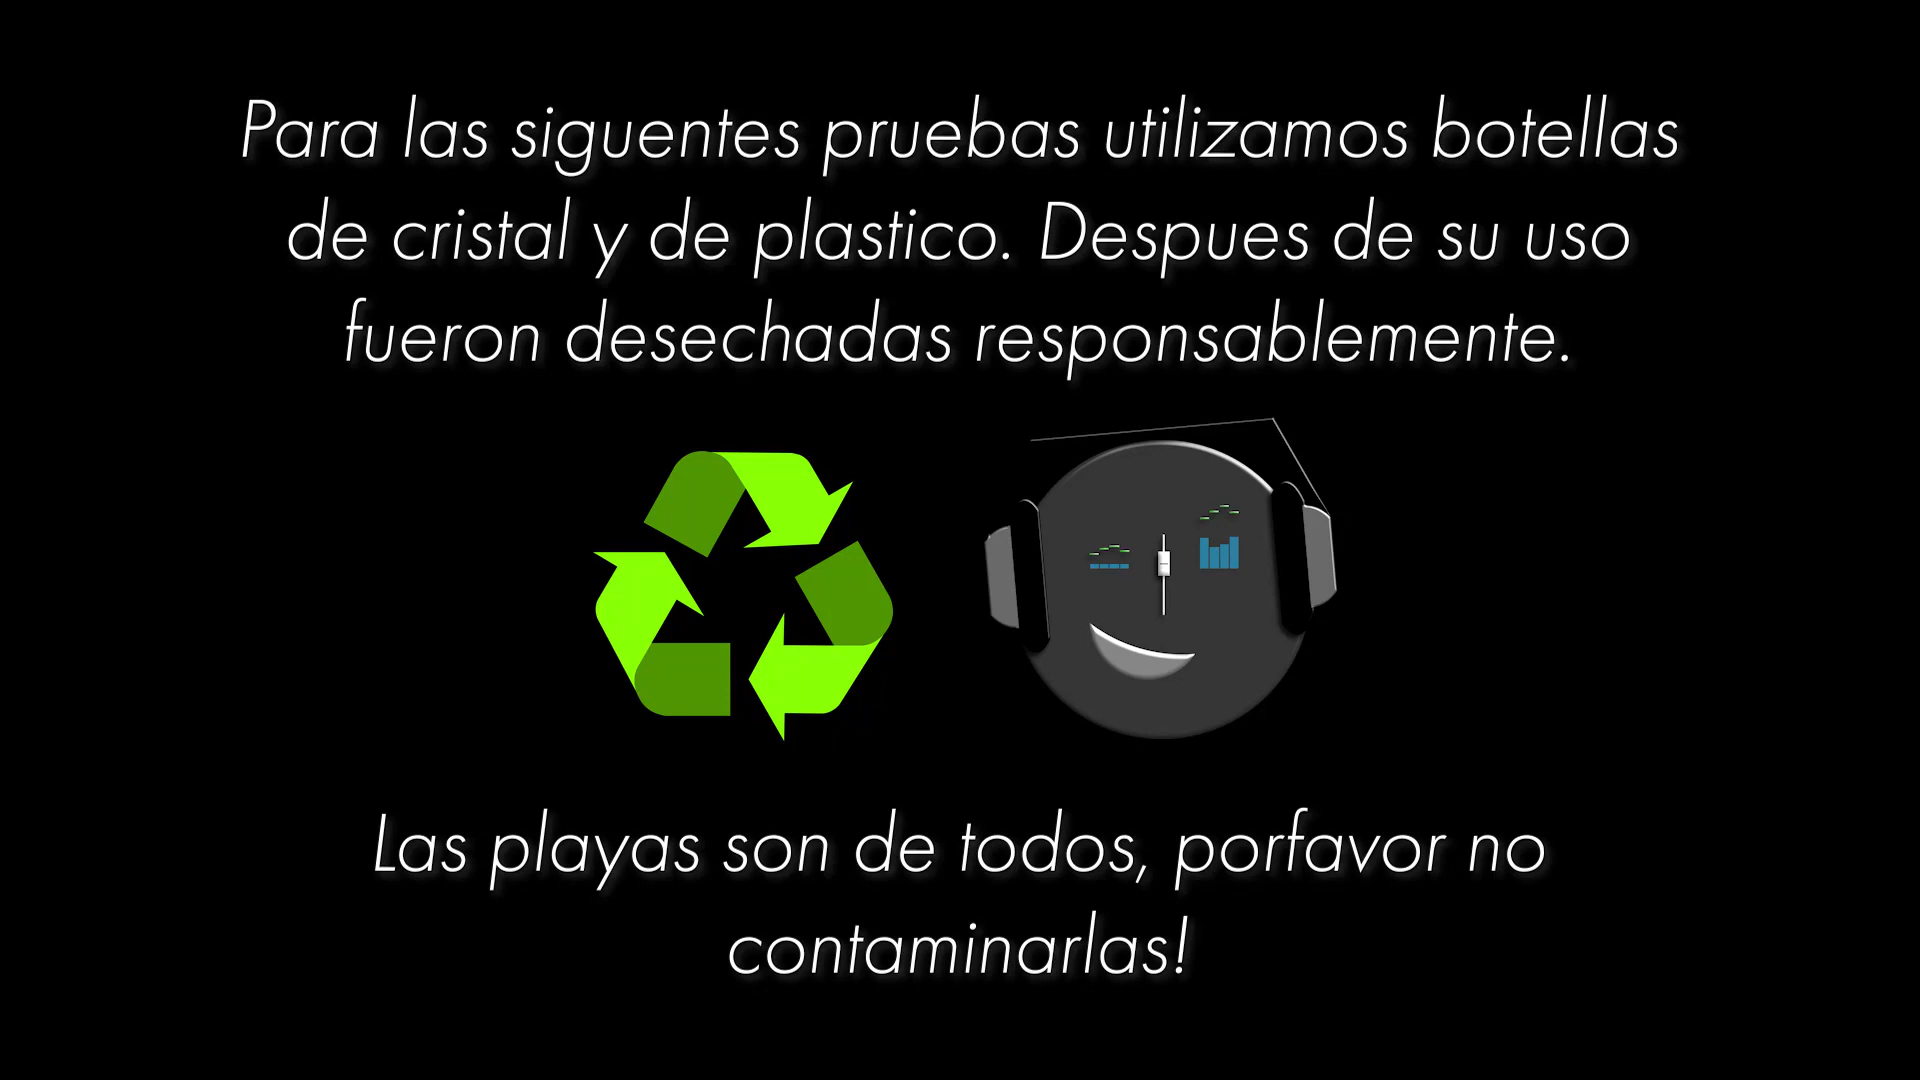 Para las siguentes pruebas utilizamos botellas
de cristal y de plastico. Despues de su uso
fueron desechadas responsablemente.
Las playas son de todos, porfavor no
contaminarlas!